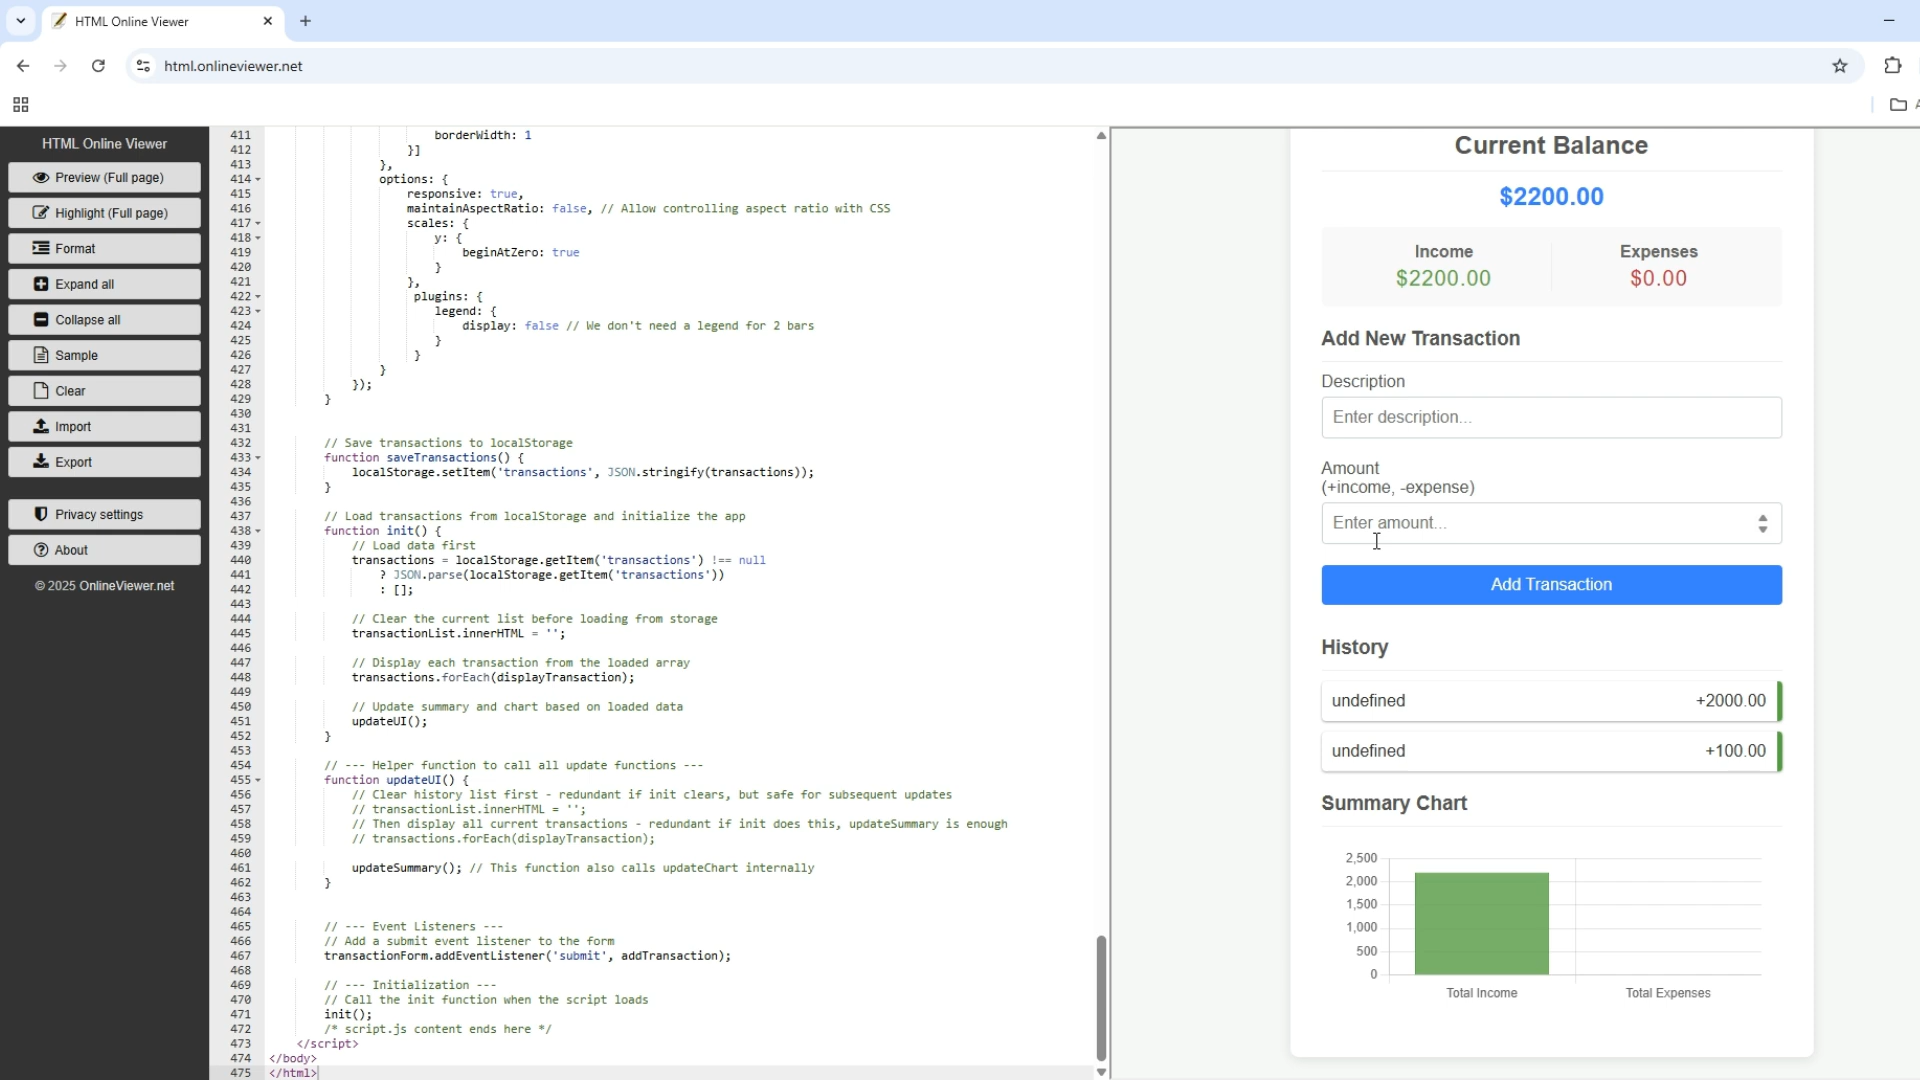 HTML Online Viewer
html.onlineviewer.net
HTML Online Viewer
Preview (Full page)
Highlight (Full page)
Format
Expand all
Collapse all
Sample
Clear
Import
Export
Privacy settings
About
© 2025 OnlineViewer.net
411 borderWidth: 1
412 }]
413 },
414 options: {
415 responsive: true,
416 maintainAspectRatio: false, // Allow controlling aspect ratio with CSS
417 scales: {
418 y: {
419 beginAtZero: true
420 }
421 },
422 plugins: {
423 legend: {
424 display: false // We don't need a legend for 2 bars
425 }
426 }
427 }
428 });
429 }
430
431
432 // Save transactions to localStorage
433 function saveTransactions() {
434 localStorage.setItem('transactions', JSON.stringify(transactions));
435 }
436
437 // Load transactions from localStorage and initialize the app
438 function init() {
439 // Load data first
440 transactions = localStorage.getItem('transactions') !== null
441 ? JSON.parse(localStorage.getItem('transactions'))
442 : [];
443
444 // Clear the current list before loading from storage
445 transactionList.innerHTML = '';
446
447 // Display each transaction from the loaded array
448 transactions.forEach(displayTransaction);
449
450 // Update summary and chart based on loaded data
451 updateUI();
452 }
453
454 // --- Helper function to call all update functions ---
455 function updateUI() {
456 // Clear history list first - redundant if init clears, but safe for subsequent updates
457 // transactionList.innerHTML = '';
458 // Then display all current transactions - redundant if init does this, updateSummary is enough
459 // transactions.forEach(displayTransaction);
460
461 updateSummary(); // This function also calls updateChart internally
462 }
463
464
465 // --- Event Listeners ---
466 // Add a submit event listener to the form
467 transactionForm.addEventListener('submit', addTransaction);
468
469 // --- Initialization ---
470 // Call the init function when the script loads
471 init();
472 /* script.js content ends here */
473 </script>
474 </body>
475 </html>
Current Balance
$2200.00
Income Expenses
$2200.00 $0.00
Add New Transaction
Description
Enter description...
Amount
(+income, -expense)
Enter amount...
Add Transaction
History
undefined +2000.00
undefined +100.00
Summary Chart
2,500
2,000
1,500
1,000
500
0
Total Income Total Expenses